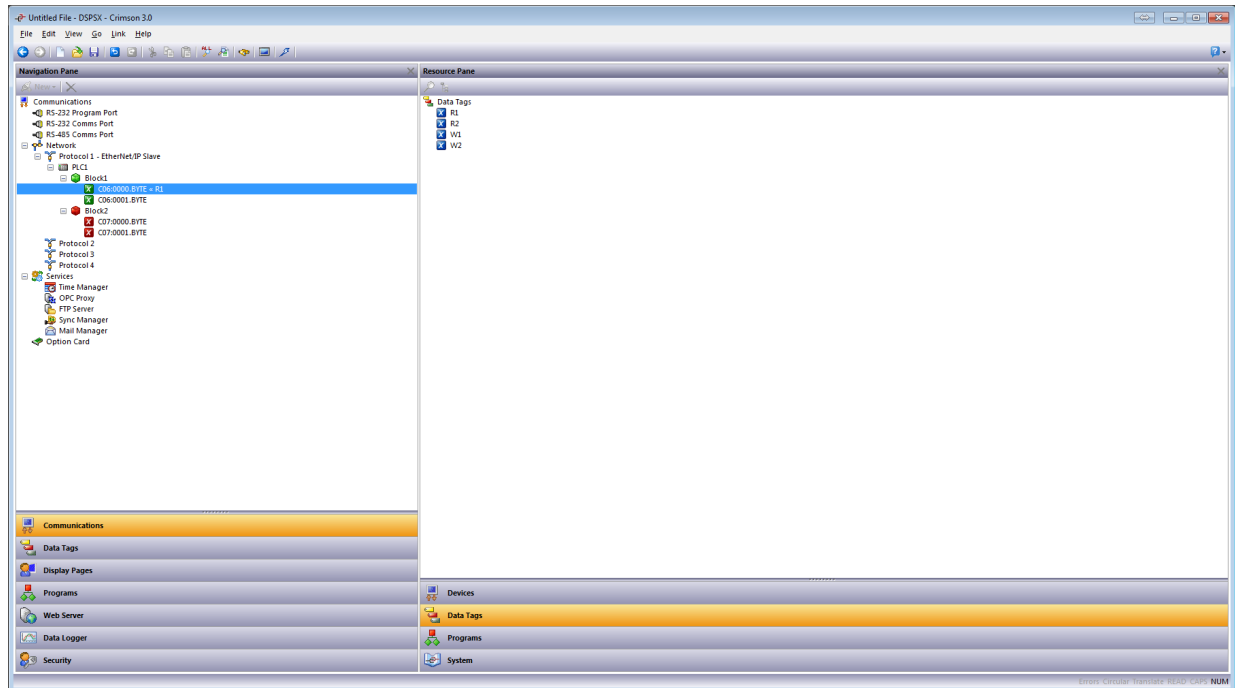 Untitled File - DSPSX - Crimson 3.0
File Edit View Go Link Help
Navigation Pane
New
Communications
RS-232 Program Port
RS-232 Comms Port
RS-485 Comms Port
Network
Protocol 1 - EtherNet/IP Slave
PLC1
Block1
C06:0000.BYTE = R1
C06:0001.BYTE
Block2
C07:0000.BYTE
C07:0001.BYTE
Protocol 2
Protocol 3
Protocol 4
Services
Time Manager
OPC Proxy
FTP Server
Sync Manager
Mail Manager
Option Card
Communications
Data Tags
Display Pages
Programs
Web Server
Data Logger
Security
Resource Pane
Data Tags
R1
R2
W1
W2
Devices
Data Tags
Programs
System
Errors Circular Translate READ CAPS NUM